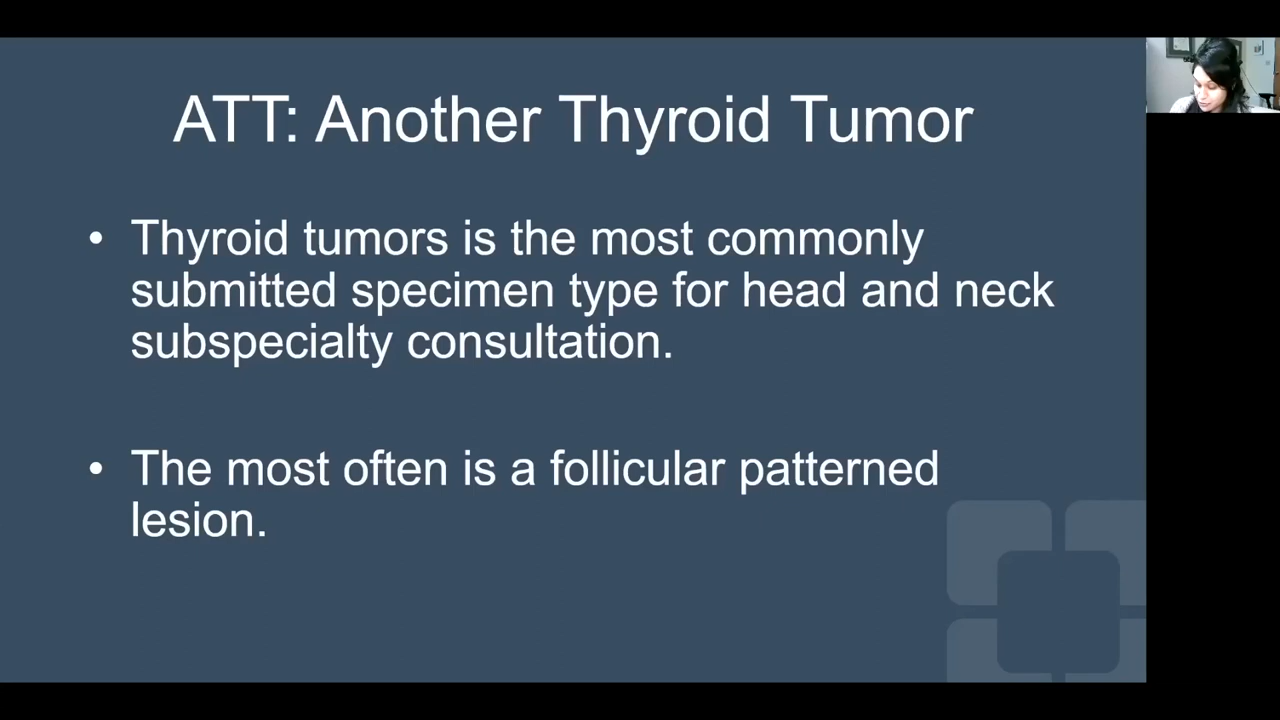 ATT: Another Thyroid Tumor
• Thyroid tumors is the most commonly
submitted specimen type for head and neck
subspecialty consultation.
• The most often is a follicular patterned
lesion.